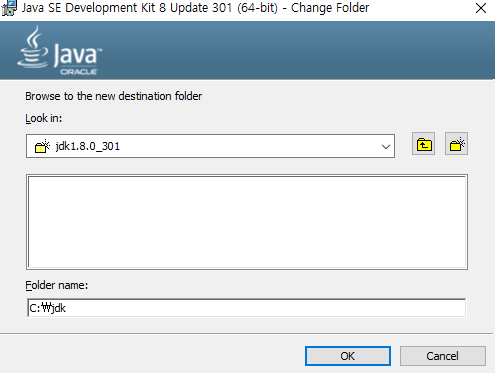 Java SE Development Kit 8 Update 301 (64-bit) - Change Folder
Java™
ORACLE
Browse to the new destination folder
Look in:
jdk1.8.0_301
Folder name:
C:₩jdk
OK
Cancel